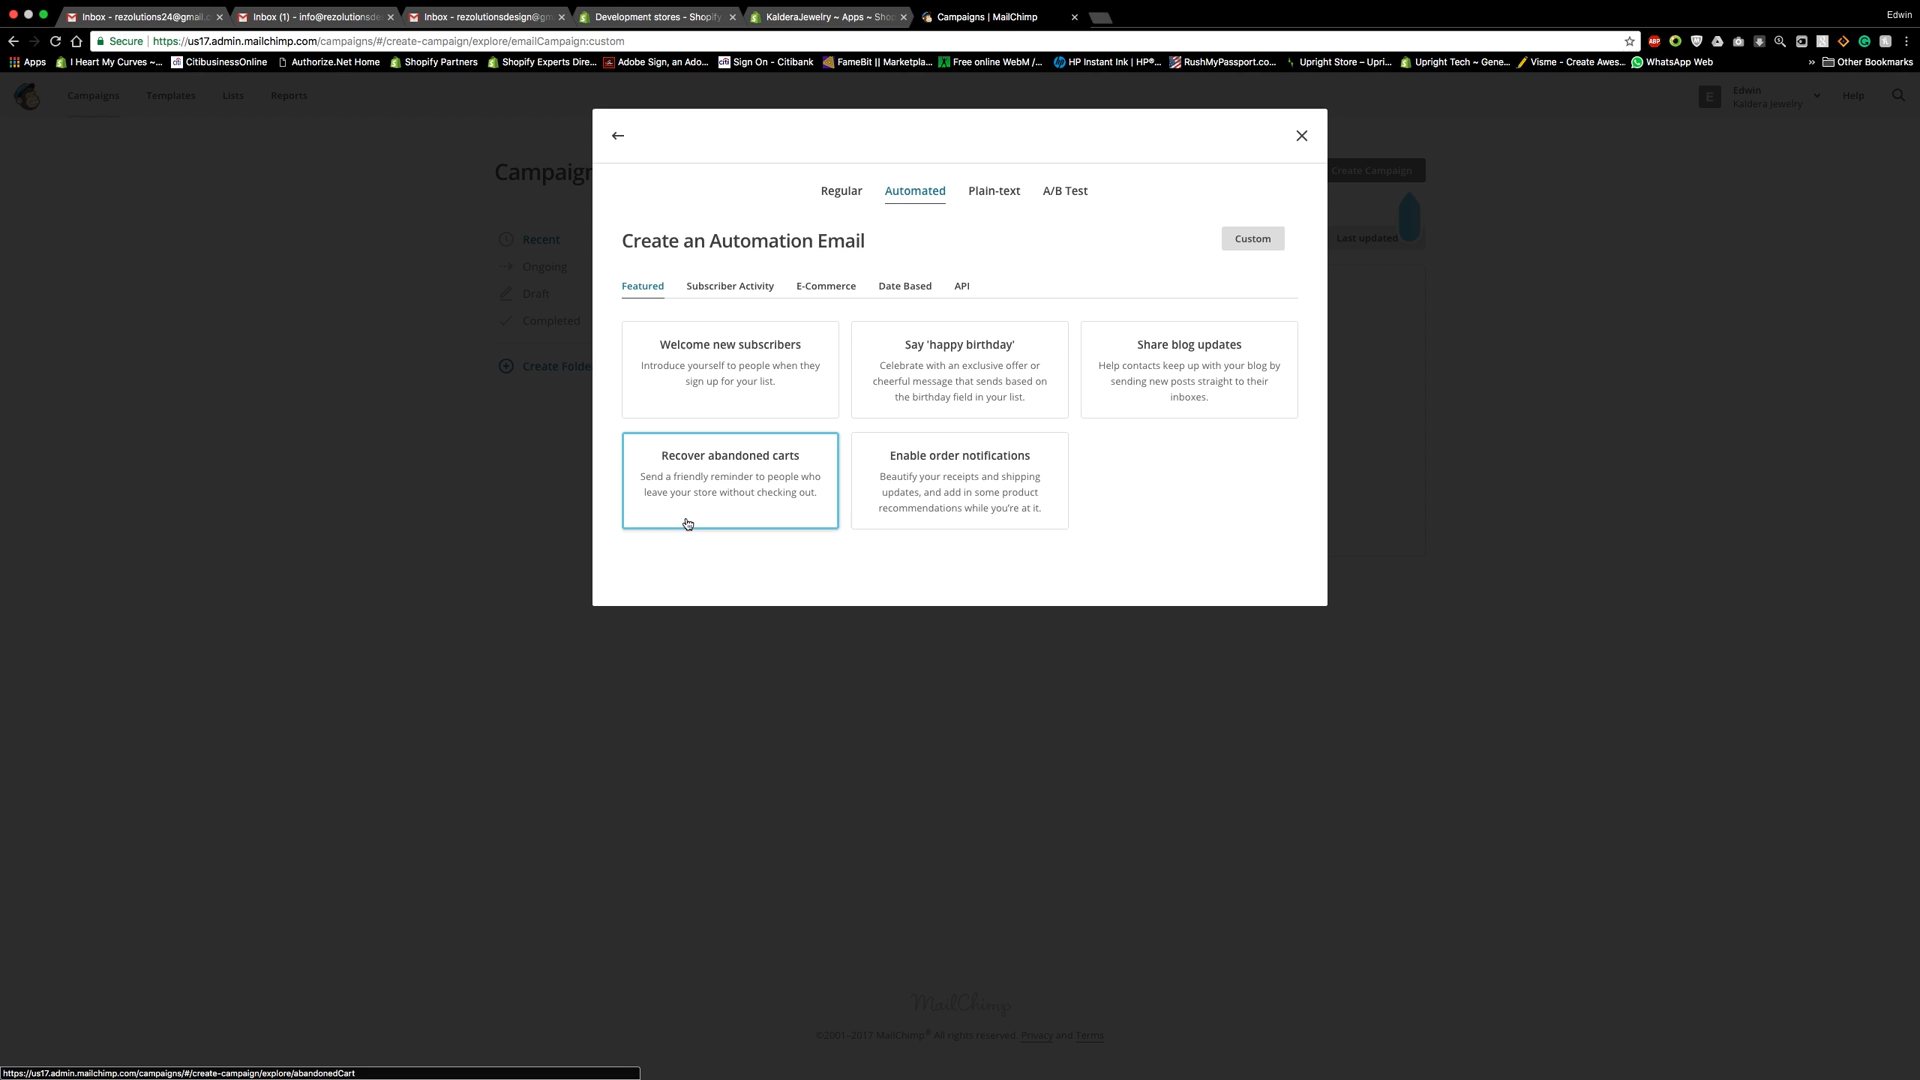 Inbox - rezolutions24@gmail.c
Inbox (1) - info@rezolutionsde
Inbox - rezolutionsdesign@gm
Development stores - Shopify
KalderaJewelry ~ Apps ~ Sho
Campaigns | MailChimp
Edwin
Secure
https://us17.admin.mailchimp.com/campaigns/#/create-campaign/explore/emailCampaign:custom
ABP
Apps
I Heart My Curves ~...
CitibusinessOnline
Authorize.Net Home
Shopify Partners
Shopify Experts Dire...
Adobe Sign, an Ado...
Sign On - Citibank
FameBit || Marketpla...
Free online WebM /...
HP Instant Ink | HP®...
RushMyPassport.co...
Upright Store – Upri...
Upright Tech ~ Gene...
Visme - Create Awes...
WhatsApp Web
»
Other Bookmarks
Campaigns
Templates
Lists
Reports
E
Edwin
Kaldera Jewelry
Help
Campaign
Create Campaign
Regular
Automated
Plain-text
A/B Test
Create an Automation Email
Custom
Last updated
Recent
Ongoing
Draft
Completed
Create Folde
Featured
Subscriber Activity
E-Commerce
Date Based
API
Welcome new subscribers
Introduce yourself to people when they
sign up for your list.
Say 'happy birthday'
Celebrate with an exclusive offer or
cheerful message that sends based on
the birthday field in your list.
Share blog updates
Help contacts keep up with your blog by
sending new posts straight to their
inboxes.
Recover abandoned carts
Send a friendly reminder to people who
leave your store without checking out.
Enable order notifications
Beautify your receipts and shipping
updates, and add in some product
recommendations while you're at it.
MailChimp
©2001–2017 MailChimp® All rights reserved. Privacy and Terms
https://us17.admin.mailchimp.com/campaigns/#/create-campaign/explore/abandonedCart